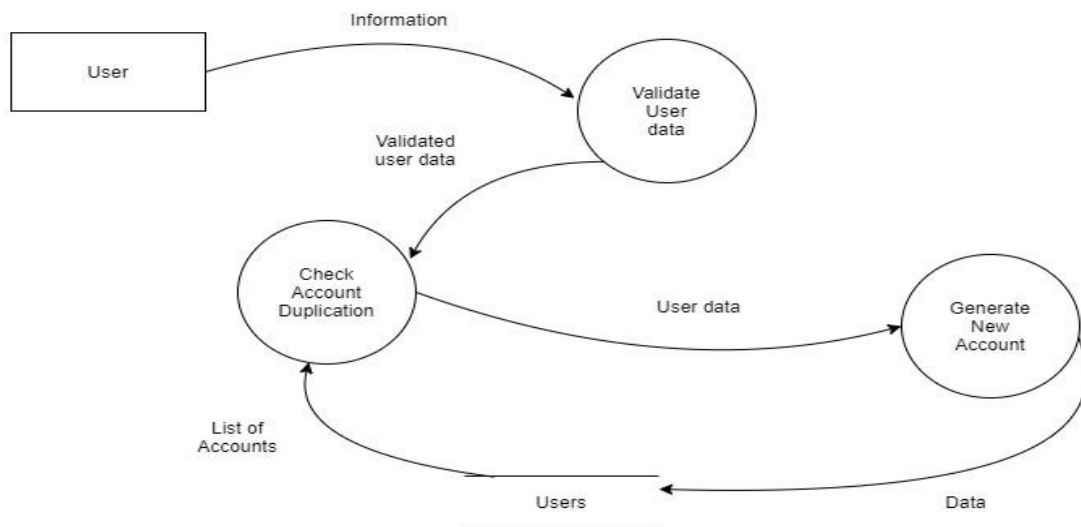 Information
User
Validate
User
data
Validated
user data
Check
Account
Duplication
User data
Generate
New
Account
List of
Accounts
Users
Data